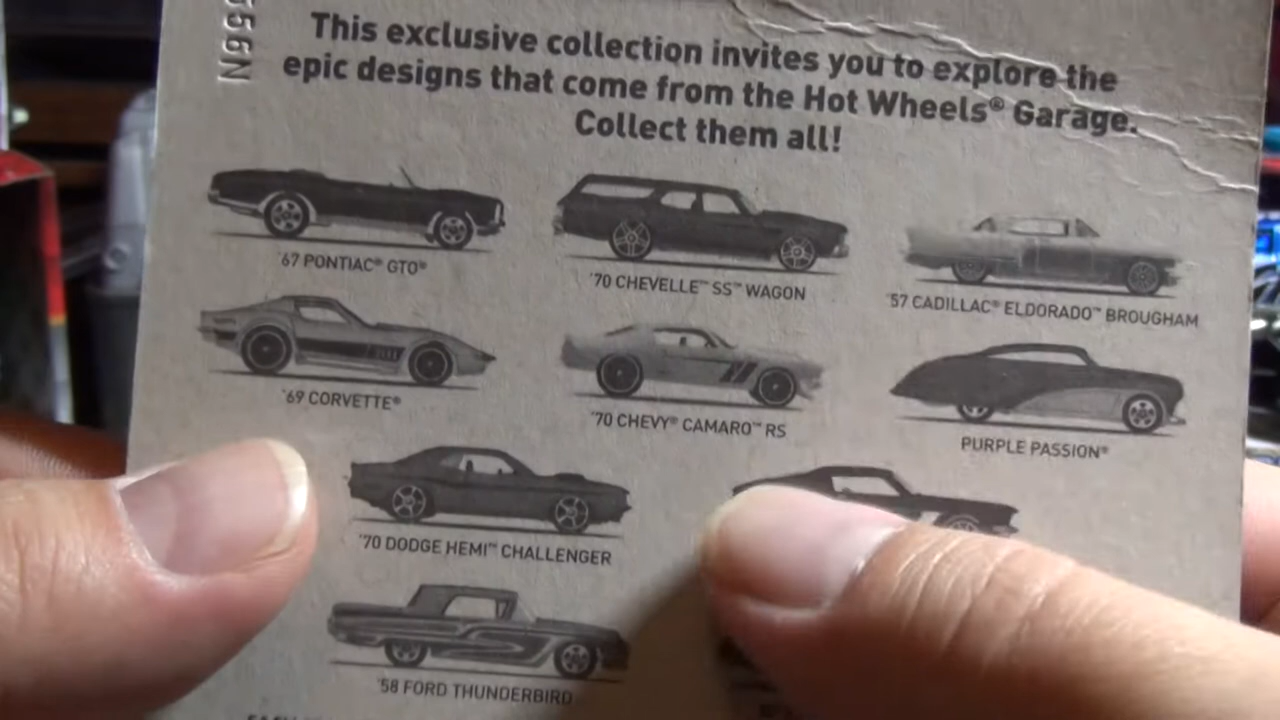 556N
This exclusive collection invites you to explore the
epic designs that come from the Hot Wheels® Garage.
Collect them all!
'67 PONTIAC® GTO®
'70 CHEVELLE™ SS™ WAGON
'57 CADILLAC® ELDORADO™ BROUGHAM
'69 CORVETTE®
'70 CHEVY® CAMARO™ RS
PURPLE PASSION®
'70 DODGE HEMI™ CHALLENGER
'58 FORD THUNDERBIRD